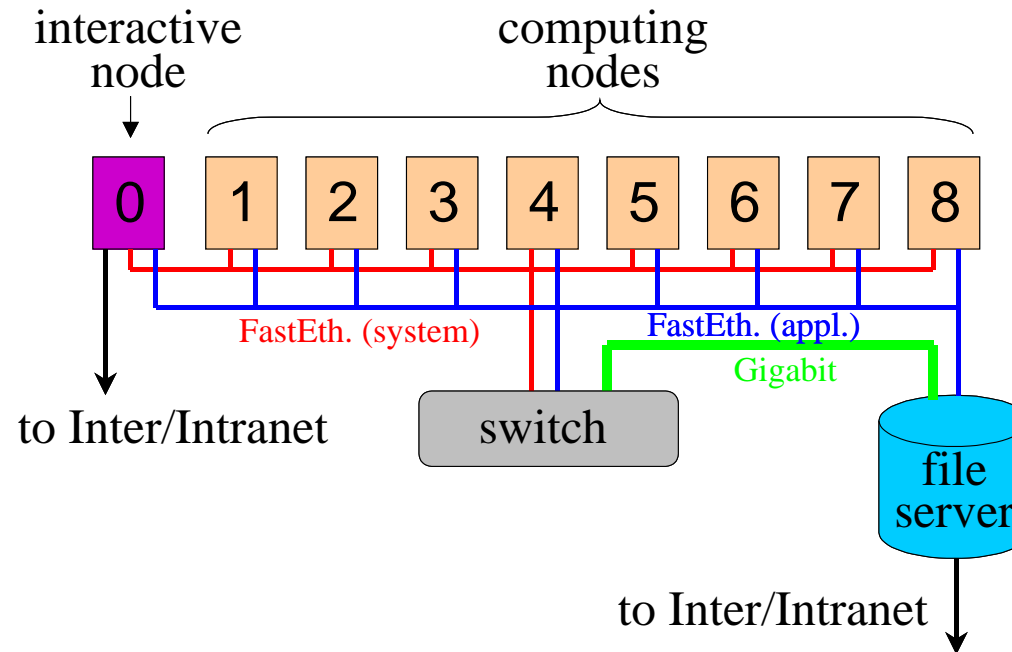 interactive
node
computing
nodes
0 1 2 3 4 5 6 7 8
FastEth. (system)
FastEth. (appl.)
Gigabit
to Inter/Intranet
switch
file
server
to Inter/Intranet